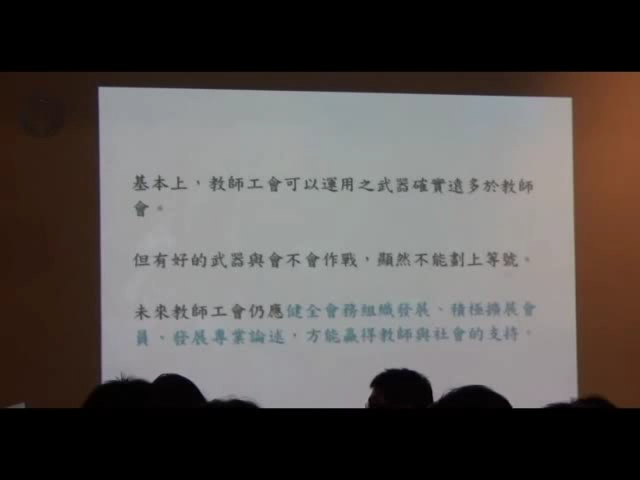 基本上，教師工會可以運用之武器確實遠多於教師
會。
但有好的武器與會不會作戰，顯然不能劃上等號。
未來教師工會仍應健全會務組織發展、積極擴展會
員、發展專業論述，方能贏得教師與社會的支持。